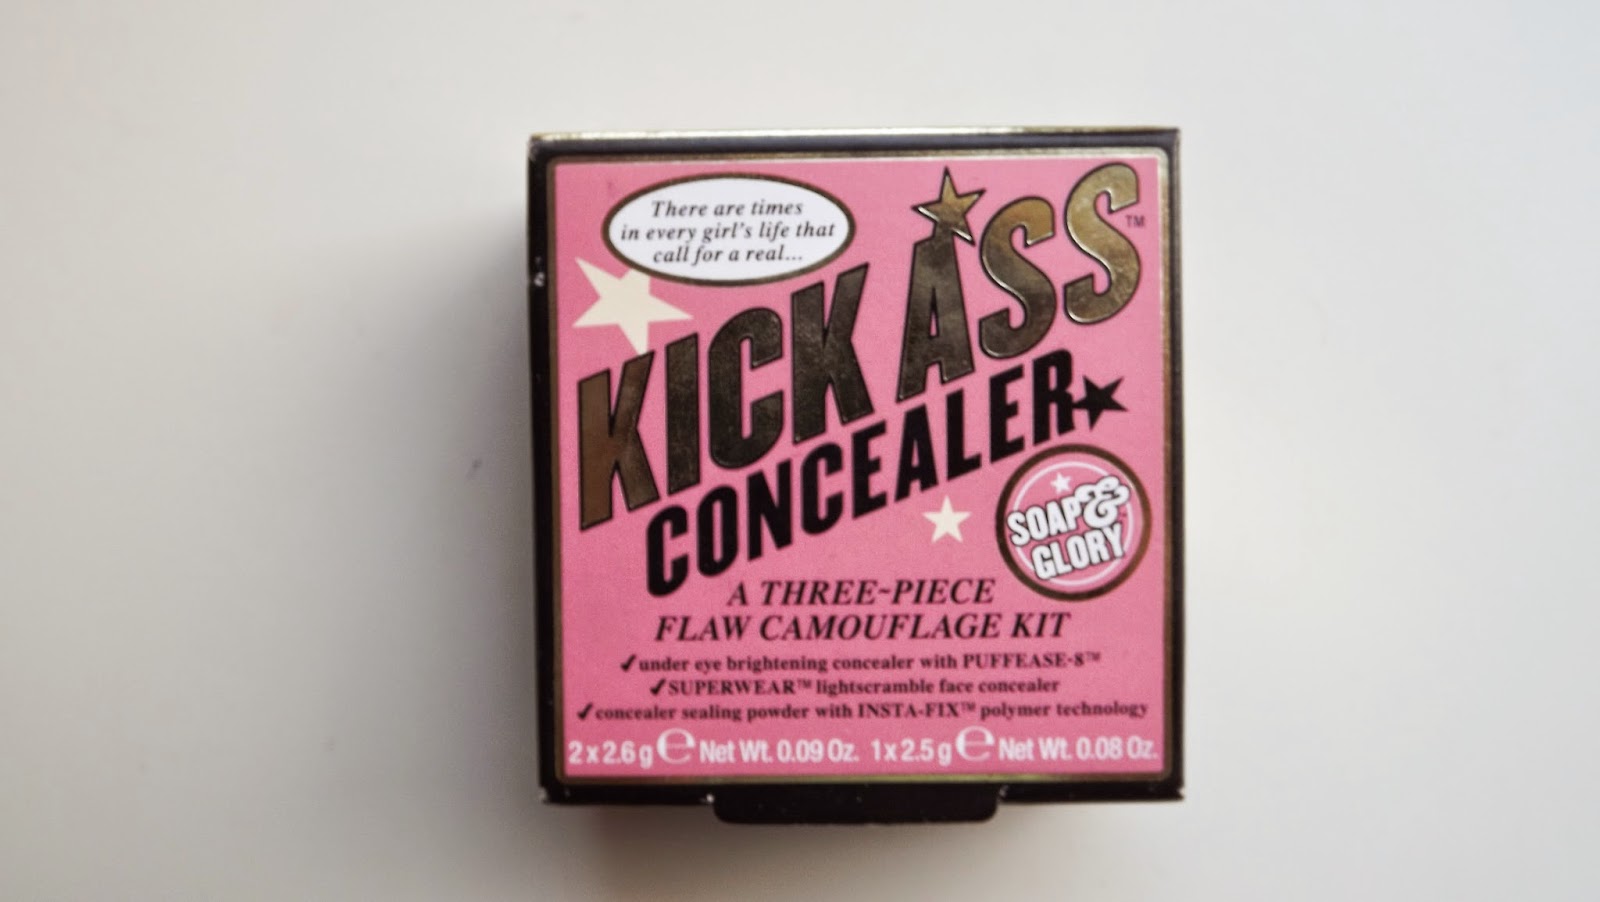 There are times
in every girl's life that
call for a real...
KICK ASS™
CONCEALER
SOAP&
GLORY
A THREE~PIECE
FLAW CAMOUFLAGE KIT
✓under eye brightening concealer with PUFFEASE-8™
✓SUPERWEAR™ lightscramble face concealer
✓concealer sealing powder with INSTA-FIX™ polymer technology
2 x 2.6 g ℮ Net Wt. 0.09 Oz. 1 x 2.5 g ℮ Net Wt. 0.08 Oz.